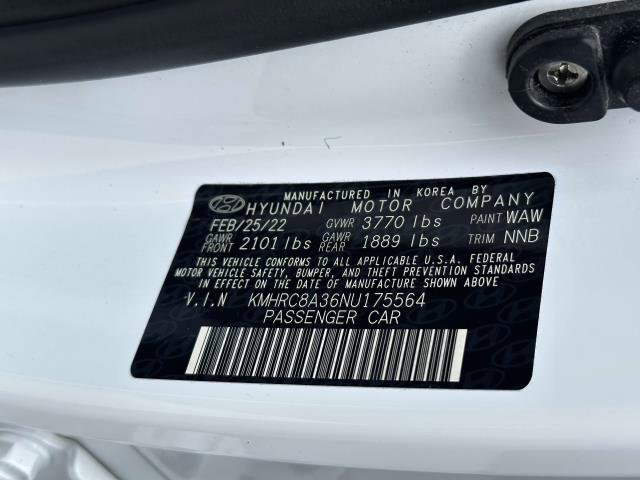 MANUFACTURED IN KOREA BY
HYUNDAI MOTOR COMPANY
FEB/25/22 GVWR 3770 lbs PAINT WAW
GAWR FRONT 2101 lbs GAWR REAR 1889 lbs TRIM NNB
THIS VEHICLE CONFORMS TO ALL APPLICABLE U.S.A. FEDERAL
MOTOR VEHICLE SAFETY, BUMPER, AND THEFT PREVENTION STANDARDS
IN EFFECT ON THE DATE OF MANUFACTURE SHOWN ABOVE
V.I.N KMHRC8A36NU175564
PASSENGER CAR